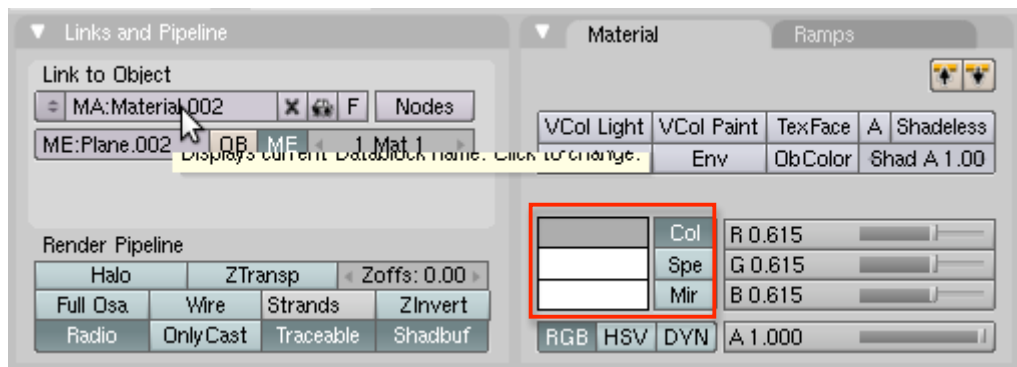 Links and Pipeline
Link to Object
MA:Material.002 X F Nodes
ME:Plane.002 OB ME 1 Mat 1
Displays current Datablock name. Click to change.
Render Pipeline
Halo ZTransp Zoffs: 0.00
Full Osa Wire Strands ZInvert
Radio OnlyCast Traceable Shadbuf
Material Ramps
VCol Light VCol Paint TexFace A Shadeless
Env ObColor Shad A 1.00
Col R 0.615
Spe G 0.615
Mir B 0.615
RGB HSV DYN A 1.000